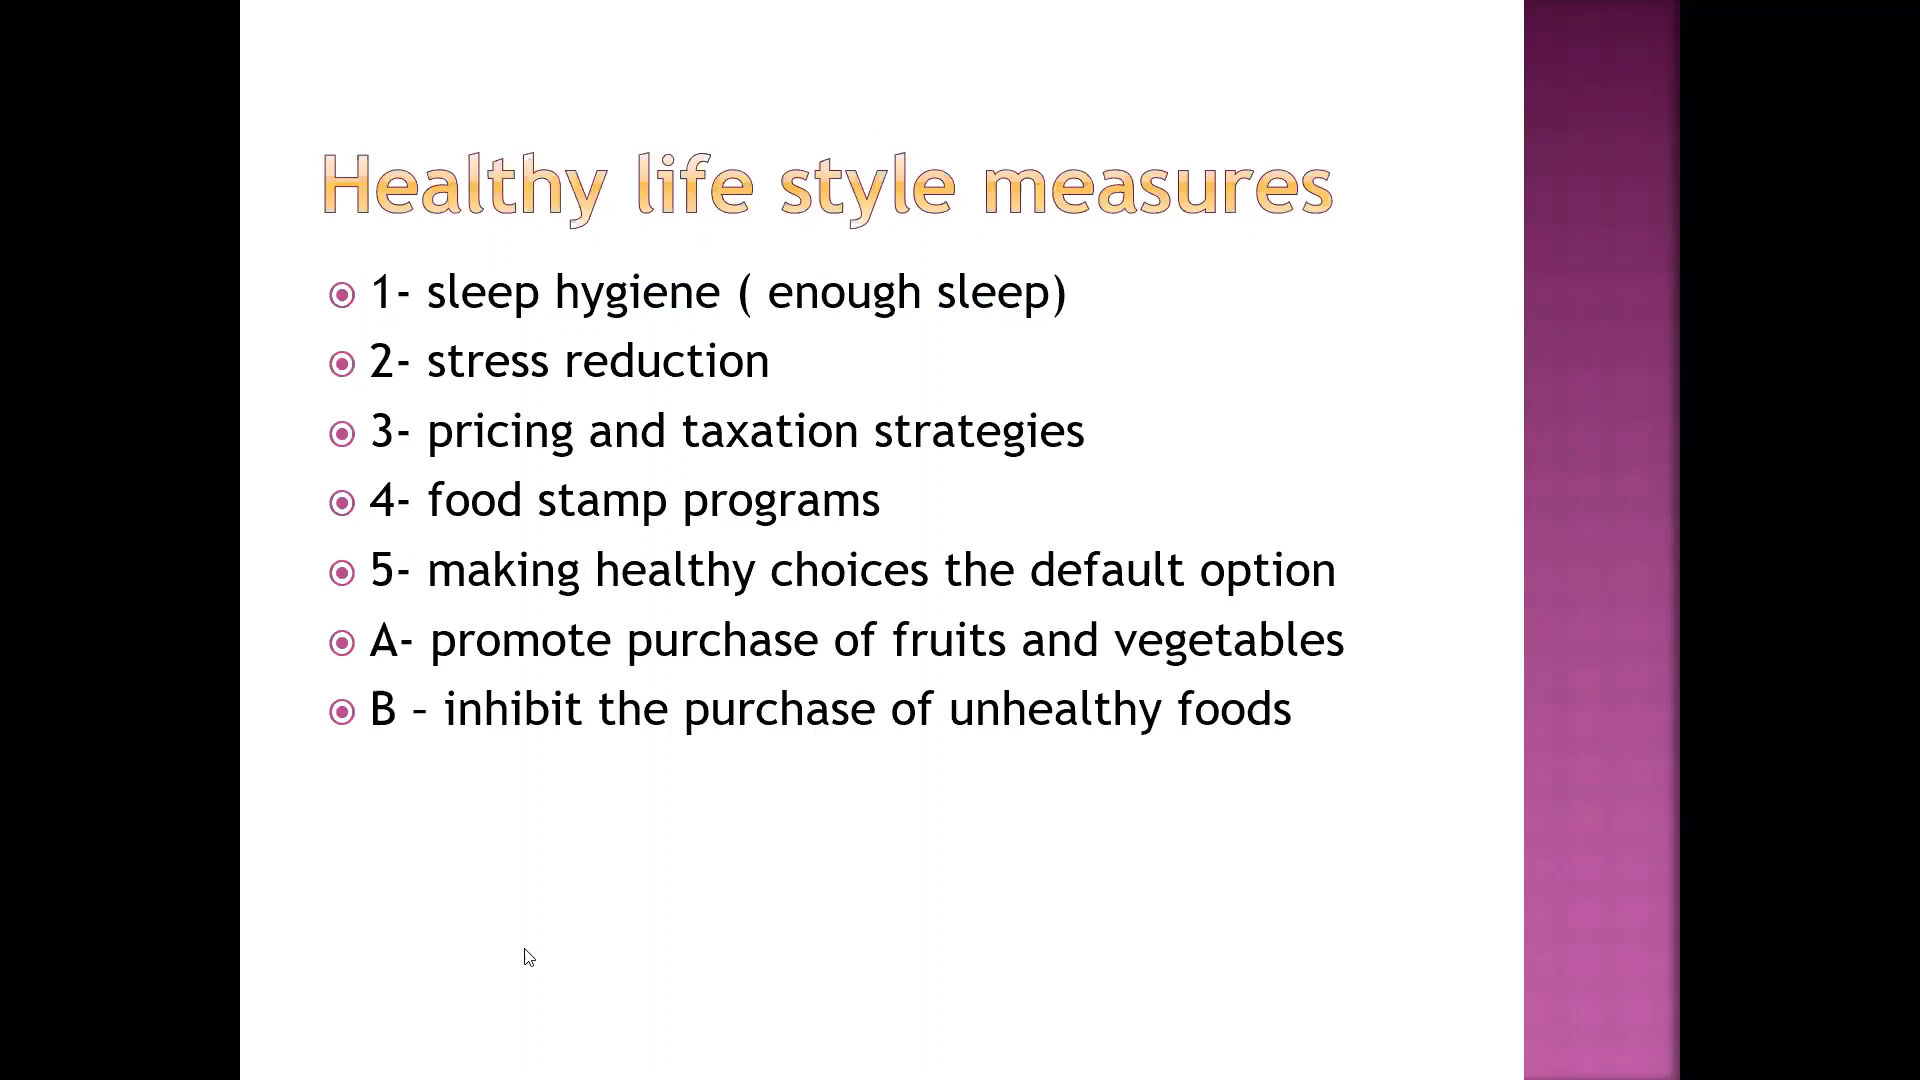 Healthy life style measures
1- sleep hygiene ( enough sleep)
2- stress reduction
3- pricing and taxation strategies
4- food stamp programs
5- making healthy choices the default option
A- promote purchase of fruits and vegetables
B – inhibit the purchase of unhealthy foods